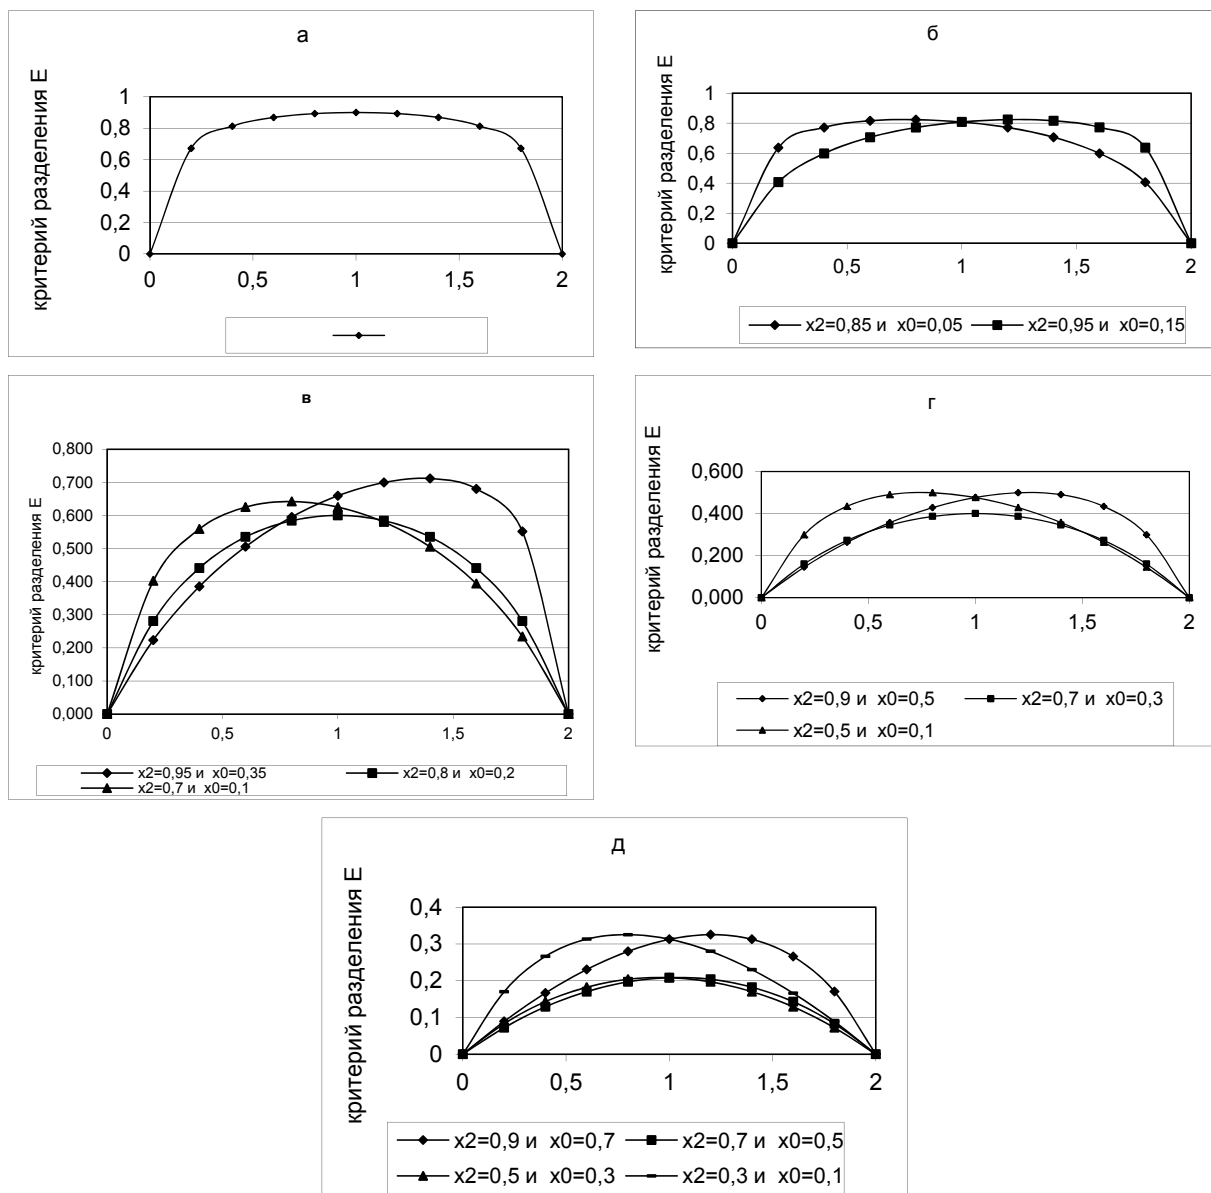 а
критерий разделения Е
1
0,8
0,6
0,4
0,2
0
0 0,5 1 1,5 2
б
критерий разделения Е
1
0,8
0,6
0,4
0,2
0
0 0,5 1 1,5 2
x2=0,85 и x0=0,05 x2=0,95 и x0=0,15
в
критерий разделения Е
0,800
0,700
0,600
0,500
0,400
0,300
0,200
0,100
0,000
0 0,5 1 1,5 2
x2=0,95 и x0=0,35 x2=0,8 и x0=0,2
x2=0,7 и x0=0,1
г
критерий разделения Е
0,600
0,400
0,200
0,000
0 0,5 1 1,5 2
x2=0,9 и x0=0,5 x2=0,7 и x0=0,3
x2=0,5 и x0=0,1
д
критерий разделения Е
0,4
0,3
0,2
0,1
0
0 0,5 1 1,5 2
x2=0,9 и x0=0,7 x2=0,7 и x0=0,5
x2=0,5 и x0=0,3 x2=0,3 и x0=0,1